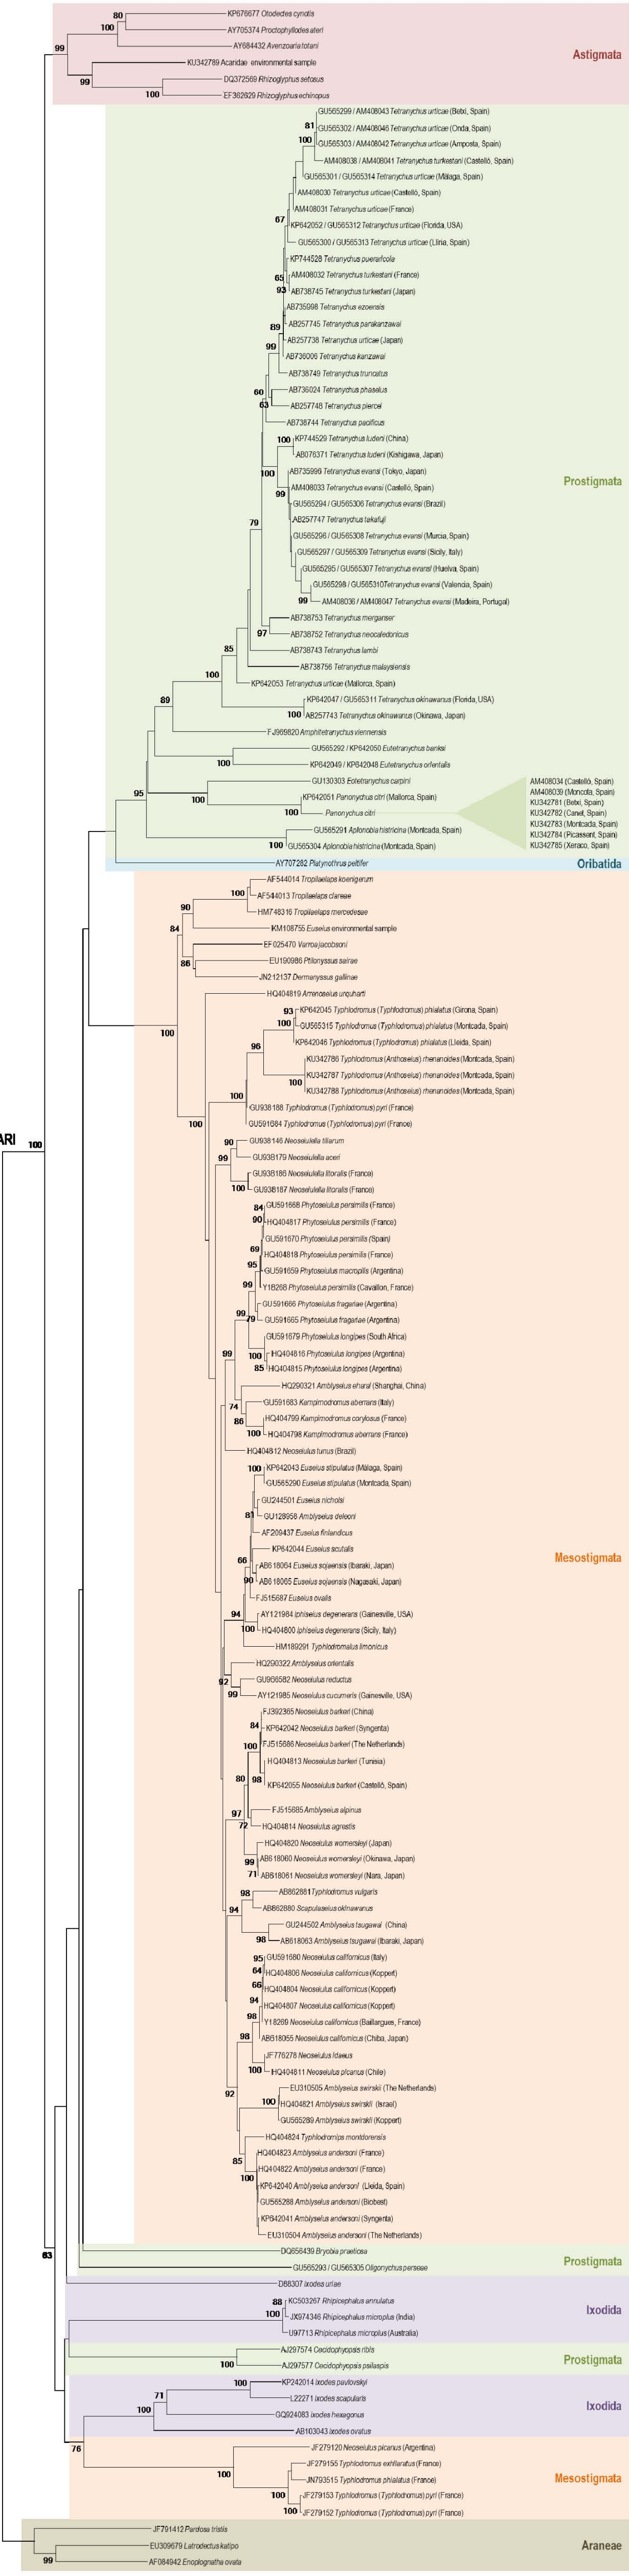 80
KP676677 Otodectes cynotis
100
AY705374 Proctophyllodes ateri
AY684432 Avenzoaria totani
99
KU342789 Acaridae environmental sample
Astigmata
99
DQ372569 Rhizoglyphus setosus
100
EF362629 Rhizoglyphus echinopus
GU565299 / AM408043 Tetranychus urticae (Betxi, Spain)
81
GU565302 / AM408046 Tetranychus urticae (Onda, Spain)
100
GU565303 / AM408042 Tetranychus urticae (Amposta, Spain)
AM408038 / AM408041 Tetranychus turkestani (Castelló, Spain)
GU565301 / GU565314 Tetranychus urticae (Málaga, Spain)
AM408030 Tetranychus urticae (Castelló, Spain)
AM408031 Tetranychus urticae (France)
67
KP642052 / GU565312 Tetranychus urticae (Florida, USA)
GU565300 / GU565313 Tetranychus urticae (Lliria, Spain)
KP744528 Tetranychus puerariicola
65
AM408032 Tetranychus turkestani (France)
93
AB738745 Tetranychus turkestani (Japan)
AB735998 Tetranychus ezoensis
89
AB257745 Tetranychus parakanzawai
99
AB257738 Tetranychus urticae (Japan)
AB736006 Tetranychus kanzawai
AB738749 Tetranychus truncatus
60
AB736024 Tetranychus phaselus
63
AB257748 Tetranychus piercei
AB738744 Tetranychus pacificus
100
KP744529 Tetranychus ludeni (China)
AB076371 Tetranychus ludeni (Kishigawa, Japan)
100
AB735996 Tetranychus evansi (Tokyo, Japan)
Prostigmata
99
AM408033 Tetranychus evansi (Castelló, Spain)
GU565294 / GU565306 Tetranychus evansi (Brazil)
AB257747 Tetranychus takafujii
79
GU565296 / GU565308 Tetranychus evansi (Murcia, Spain)
GU565297 / GU565309 Tetranychus evansi (Sicily, Italy)
GU565295 / GU565307 Tetranychus evansi (Huelva, Spain)
GU565298 / GU565310Tetranychus evansi (Valencia, Spain)
99
AM408036 / AM408047 Tetranychus evansi (Madeira, Portugal)
AB738753 Tetranychus merganser
97
AB738752 Tetranychus neocaledonicus
85
AB738743 Tetranychus lambi
AB738756 Tetranychus malaysiensis
100
KP642053 Tetranychus urticae (Mallorca, Spain)
89
KP642047 / GU565311 Tetranychus okinawanus (Florida, USA)
100
AB257743 Tetranychus okinawanus (Okinawa, Japan)
FJ969820 Amphitetranychus viennensis
GU565292 / KP642050 Eutetranychus banksi
100
KP642049 / KP642048 Eutetranychus orientalis
95
GU130303 Eotetranychus carpini
AM408034 (Castelló, Spain)
AM408039 (Moncofa, Spain)
100
KP642051 Panonychus citri (Mallorca, Spain)
KU342781 (Betxi, Spain)
100
Panonychus citri
KU342782 (Canet, Spain)
KU342783 (Montcada, Spain)
GU565291 Aplonobia histricina (Montcada, Spain)
KU342784 (Picassent, Spain)
100
GU565304 Aplonobia histricina (Montcada, Spain)
KU342785 (Xeraco, Spain)
AY707282 Platynothrus peltifer
Oribatida
AF544014 Tropilaelaps koenigerum
100
AF544013 Tropilaelaps clareae
90
HM748316 Tropilaelaps mercedesae
84
KM108755 Euseius environmental sample
EF025470 Varroa jacobsoni
86
EU190986 Ptilonyssus sairae
JN212137 Dermanyssus gallinae
HQ404819 Arrenoseius urquharti
100
93
KP642045 Typhlodromus (Typhlodromus) phialatus (Girona, Spain)
100
GU565315 Typhlodromus (Typhlodromus) phialatus (Montcada, Spain)
96
KP642046 Typhlodromus (Typhlodromus) phialatus (Lleida, Spain)
KU342786 Typhlodromus (Anthoseius) rhenanoides (Montcada, Spain)
100
KU342787 Typhlodromus (Anthoseius) rhenanoides (Montcada, Spain)
100
KU342788 Typhlodromus (Anthoseius) rhenanoides (Montcada, Spain)
GU938188 Typhlodromus (Typhlodromus) pyri (France)
100
GU591684 Typhlodromus (Typhlodromus) pyri (France)
ARI
100
90
GU938146 Neoseiulella tiliarum
99
GU938179 Neoseiulella aceri
GU938186 Neoseiulella litoralis (France)
100
GU938187 Neoseiulella litoralis (France)
84
GU591668 Phytoseiulus persimilis (France)
90
HQ404817 Phytoseiulus persimilis (France)
GU591670 Phytoseiulus persimilis (Spain)
69
HQ404818 Phytoseiulus persimilis (France)
95
GU591659 Phytoseiulus macropilis (Argentina)
99
Y18268 Phytoseiulus persimilis (Cavaillon, France)
GU591666 Phytoseiulus fragariae (Argentina)
99
79
GU591665 Phytoseiulus fragariae (Argentina)
GU591679 Phytoseiulus longipes (South Africa)
99
100
HQ404816 Phytoseiulus longipes (Argentina)
85
HQ404815 Phytoseiulus longipes (Argentina)
HQ290321 Amblyseius eharai (Shanghai, China)
74
GU591683 Kampimodromus aberrans (Italy)
86
HQ404799 Kampimodromus corylosus (France)
100
HQ404798 Kampimodromus aberrans (France)
HQ404812 Neoseiulus tunus (Brazil)
100
KP642043 Euseius stipulatus (Málaga, Spain)
GU565290 Euseius stipulatus (Montcada, Spain)
GU244501 Euseius nicholsi
81
GU128958 Amblyseius deleoni
AF209437 Euseius finlandicus
KP642044 Euseius scutalis
Mesostigmata
66
AB618064 Euseius sojaensis (Ibaraki, Japan)
90
AB618065 Euseius sojaensis (Nagasaki, Japan)
FJ515687 Euseius ovalis
94
AY121984 Iphiseius degenerans (Gainesville, USA)
100
HQ404800 Iphiseius degenerans (Sicily, Italy)
HM189291 Typhlodromalus limonicus
HQ290322 Amblyseius orientalis
92
GU966582 Neoseiulus reductus
99
AY121985 Neoseiulus cucumeris (Gainesville, USA)
FJ392365 Neoseiulus barkeri (China)
84
KP642042 Neoseiulus barkeri (Syngenta)
100
FJ515686 Neoseiulus barkeri (The Netherlands)
HQ404813 Neoseiulus barkeri (Tunisia)
80
98
KP642055 Neoseiulus barkeri (Castelló, Spain)
97
FJ515685 Amblyseius alpinus
72
HQ404814 Neoseiulus agrestis
HQ404820 Neoseiulus womersleyi (Japan)
99
AB618060 Neoseiulus womersleyi (Okinawa, Japan)
71
AB618061 Neoseiulus womersleyi (Nara, Japan)
98
AB862881Typhlodromus vulgaris
94
AB862880 Scapulaseius okinawanus
GU244502 Amblyseius tsugawai (China)
98
AB618063 Amblyseius tsugawai (Ibaraki, Japan)
95
GU591680 Neoseiulus californicus (Italy)
64
HQ404806 Neoseiulus californicus (Koppert)
66
HQ404804 Neoseiulus californicus (Koppert)
94
HQ404807 Neoseiulus californicus (Koppert)
98
Y18269 Neoseiulus californicus (Baillargues, France)
98
AB618055 Neoseiulus californicus (Chiba, Japan)
JF776278 Neoseiulus idaeus
100
HQ404811 Neoseiulus picanus (Chile)
92
EU310505 Amblyseius swirskii (The Netherlands)
100
HQ404821 Amblyseius swirskii (Israel)
GU565289 Amblyseius swirskii (Koppert)
HQ404824 Typhlodromips montdorensis
85
HQ404823 Amblyseius andersoni (France)
HQ404822 Amblyseius andersoni (France)
100
KP642040 Amblyseius andersoni (Lleida, Spain)
GU565288 Amblyseius andersoni (Biobest)
KP642041 Amblyseius andersoni (Syngenta)
EU310504 Amblyseius andersoni (The Netherlands)
63
DQ656439 Bryobia praetiosa
Prostigmata
GU565293 / GU565305 Oligonychus perseae
D88307 Ixodes uriae
88
KC503267 Rhipicephalus annulatus
Ixodida
100
JX974346 Rhipicephalus microplus (India)
U97713 Rhipicephalus microplus (Australia)
AJ297574 Cecidophyopsis ribis
Prostigmata
100
AJ297577 Cecidophyopsis psilaspis
KP242014 Ixodes pavlovskyi
100
71
L22271 Ixodes scapularis
Ixodida
100
GQ924083 Ixodes hexagonus
AB103043 Ixodes ovatus
76
JF279120 Neoseiulus picanus (Argentina)
JF279155 Typhlodromus exhilaratus (France)
100
JN793515 Typhlodromus phialatus (France)
Mesostigmata
100
JF279153 Typhlodromus (Typhlodromus) pyri (France)
100
JF279152 Typhlodromus (Typhlodromus) pyri (France)
JF791412 Pardosa tristis
EU309679 Latrodectus katipo
Araneae
99
AF084942 Enoplognatha ovata